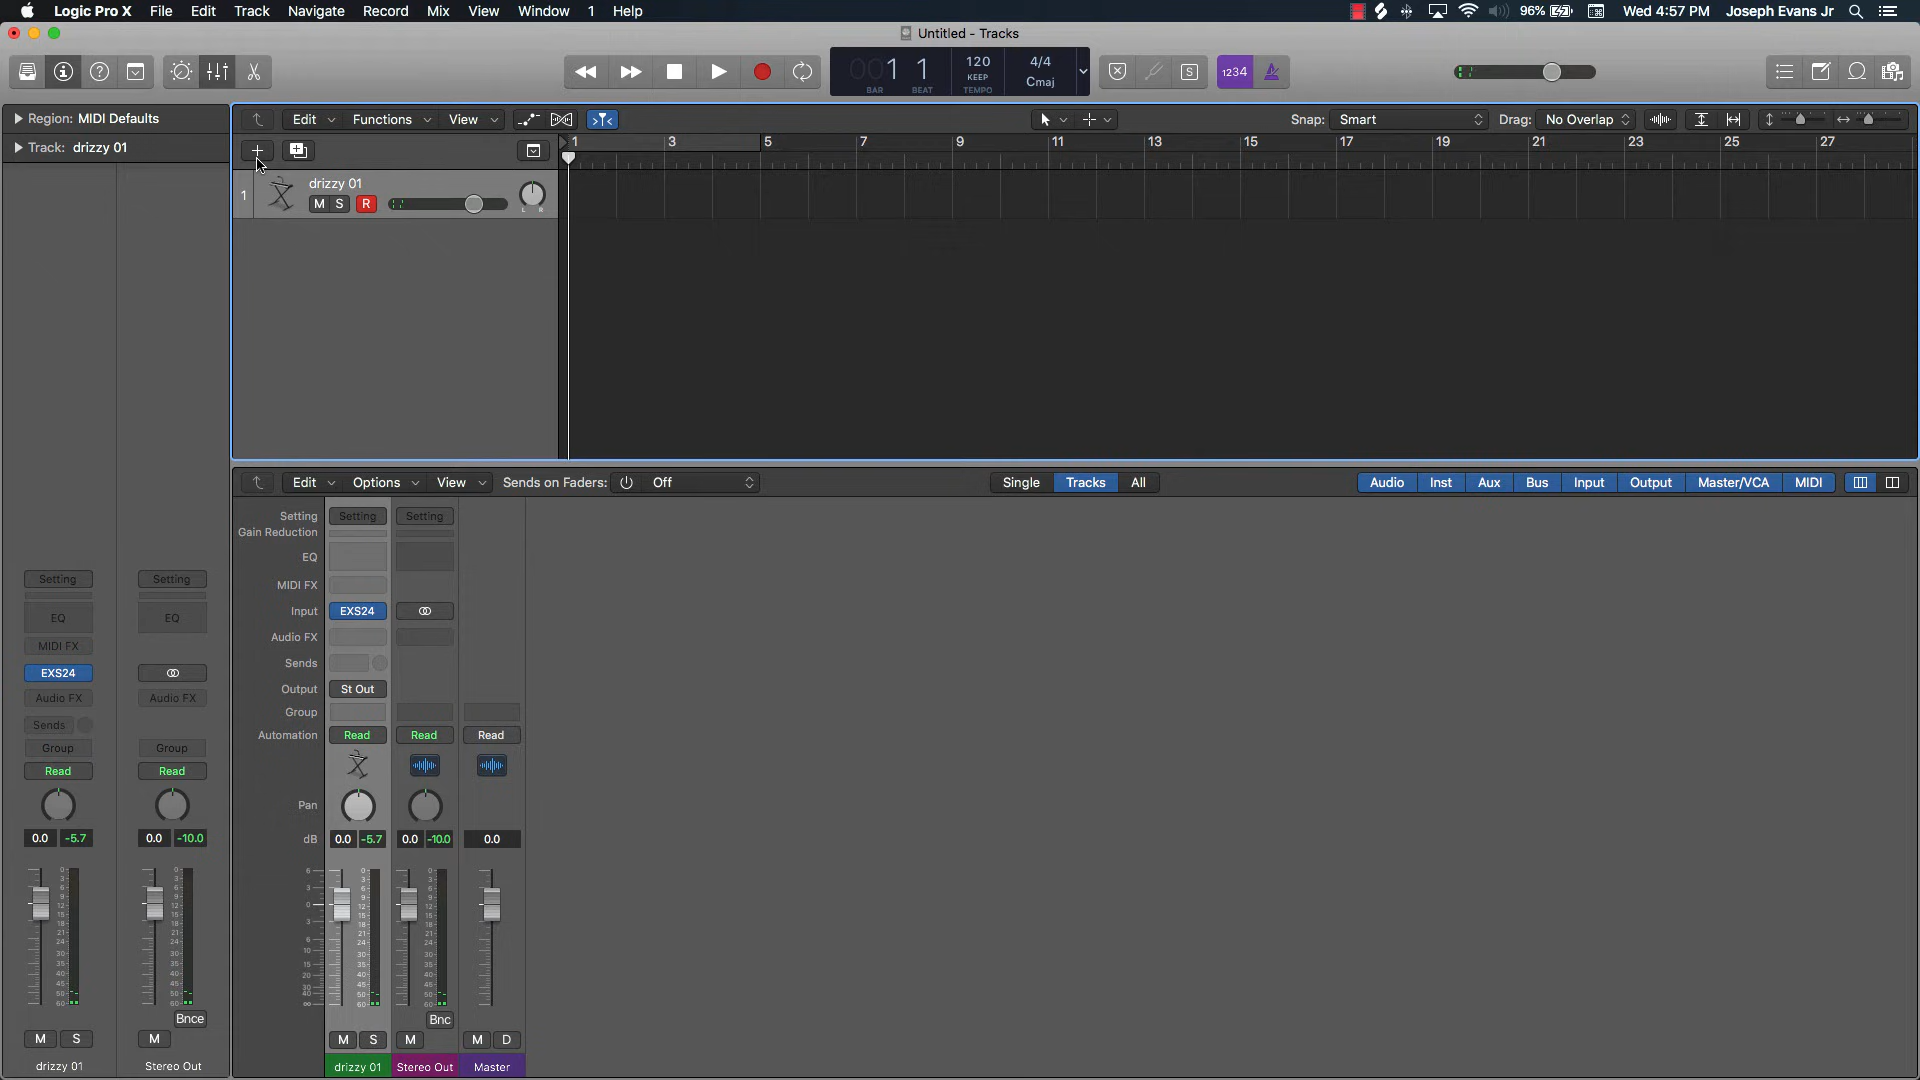 Logic Pro X File Edit Track Navigate Record Mix View Window 1 Help 96% Wed 4:57 PM Joseph Evans Jr
Untitled - Tracks
001 1 120 4/4
KEEP Cmaj
BAR BEAT TEMPO
S 1234
Region: MIDI Defaults
Track: drizzy 01
Edit Functions View Snap: Smart Drag: No Overlap
1 3 5 7 9 11 13 15 17 19 21 23 25 27
1 drizzy 01
M S R
L R
Edit Options View Sends on Faders: Off Single Tracks All Audio Inst Aux Bus Input Output Master/VCA MIDI
Setting Setting Setting
Gain Reduction
EQ
MIDI FX
Input EXS24
Audio FX
Sends
Output St Out
Group
Automation Read Read Read
Pan
dB 0.0 -5.7 0.0 -10.0 0.0
Bnc
M S M M D
drizzy 01 Stereo Out Master
Setting Setting
EQ EQ
MIDI FX
EXS24
Audio FX Audio FX
Sends
Group Group
Read Read
0.0 -5.7 0.0 -10.0
Bnce
M S M
drizzy 01 Stereo Out